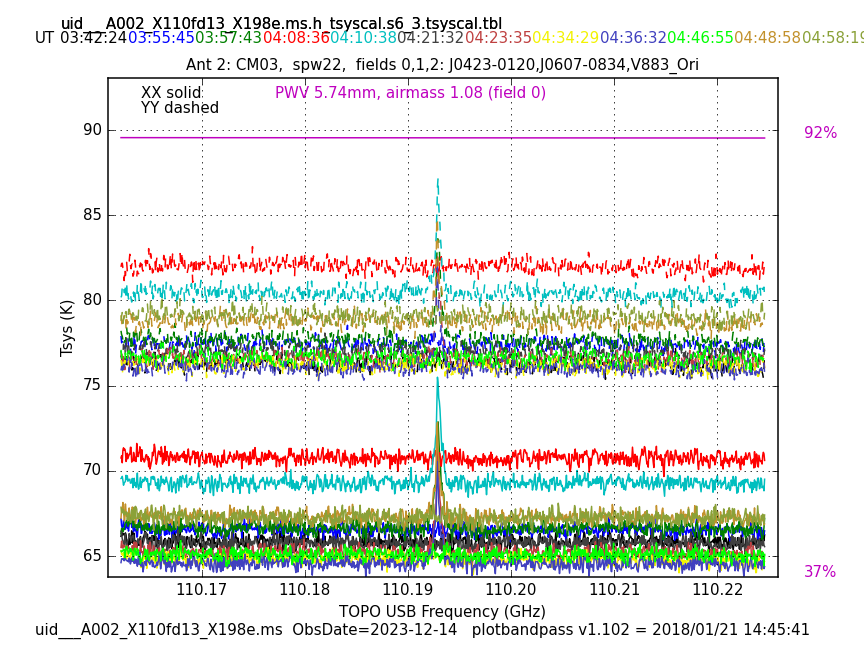 uid___A002_X110fd13_X198e.ms.h_tsyscal.s6_3.tsyscal.tbl
UT 03:42:24 03:55:45 03:57:43 04:08:36 04:10:38 04:21:32 04:23:35 04:34:29 04:36:32 04:46:55 04:48:58 04:58:19
Ant 2: CM03,  spw22,  fields 0,1,2: J0423-0120,J0607-0834,V883_Ori
XX solid PWV 5.74mm, airmass 1.08 (field 0)
YY dashed
90
92%
85
80
Tsys (K)
75
70
65
37%
110.17 110.18 110.19 110.20 110.21 110.22
TOPO USB Frequency (GHz)
uid___A002_X110fd13_X198e.ms  ObsDate=2023-12-14   plotbandpass v1.102 = 2018/01/21 14:45:41